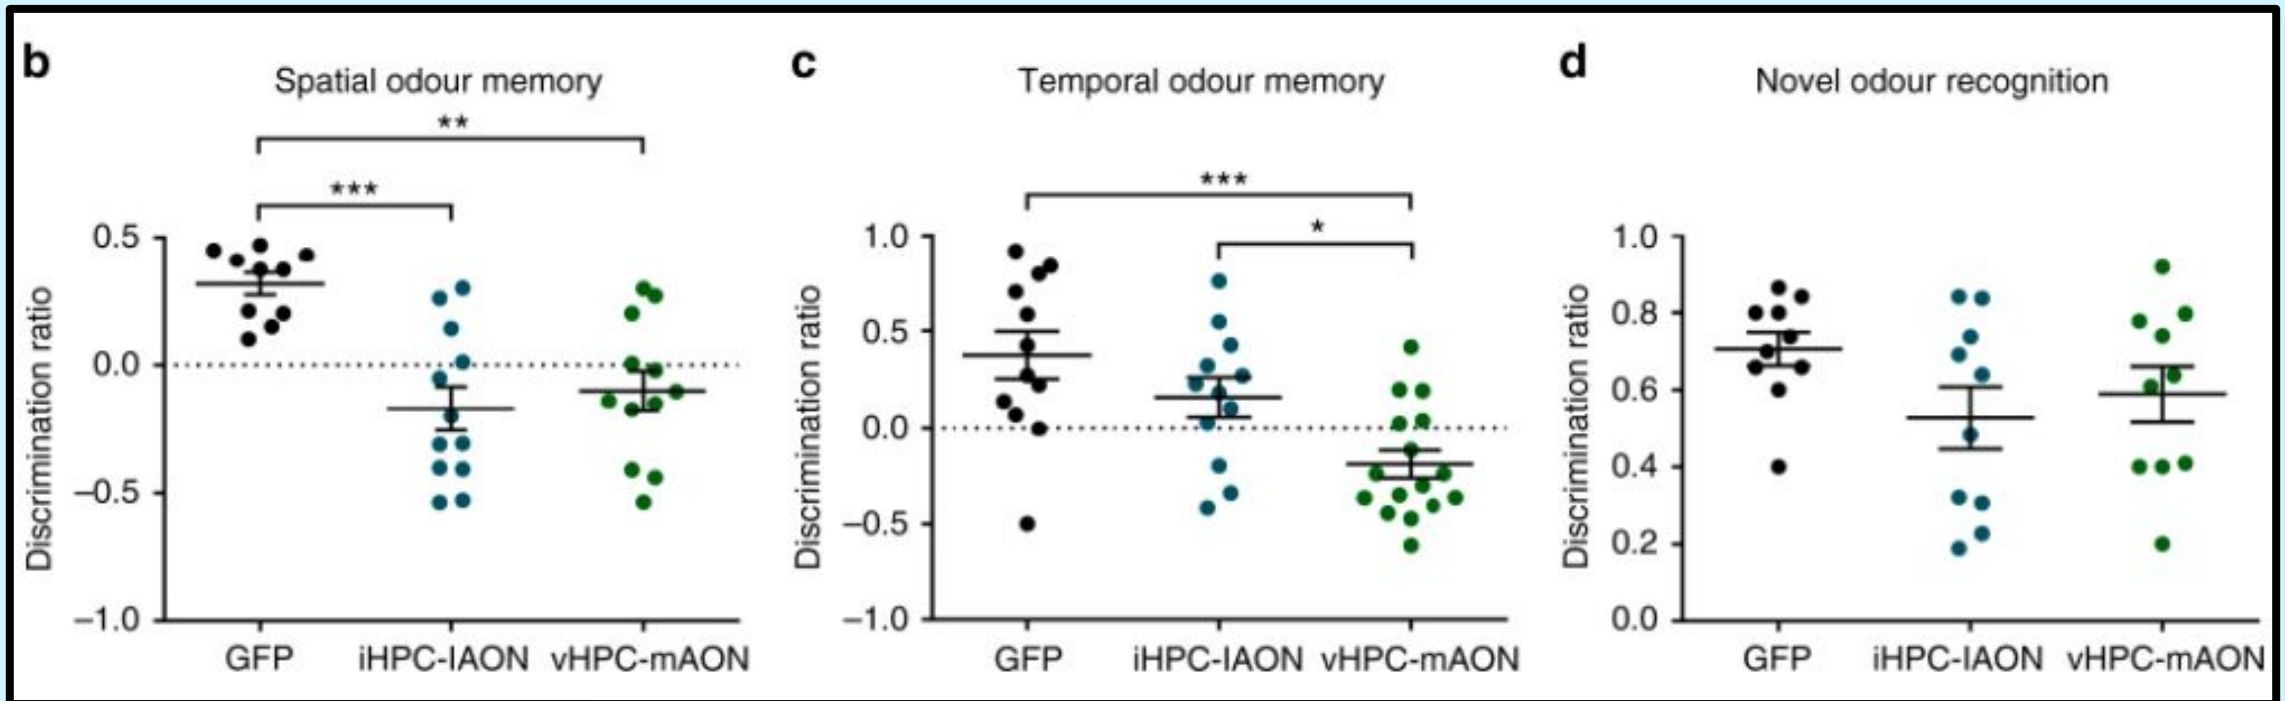 b
Spatial odour memory
**
***
0.5
0.0
−0.5
−1.0
Discrimination ratio
GFP
iHPC-lAON
vHPC-mAON
c
Temporal odour memory
***
*
1.0
0.5
0.0
−0.5
−1.0
Discrimination ratio
GFP
iHPC-lAON
vHPC-mAON
d
Novel odour recognition
1.0
0.8
0.6
0.4
0.2
0.0
Discrimination ratio
GFP
iHPC-lAON
vHPC-mAON